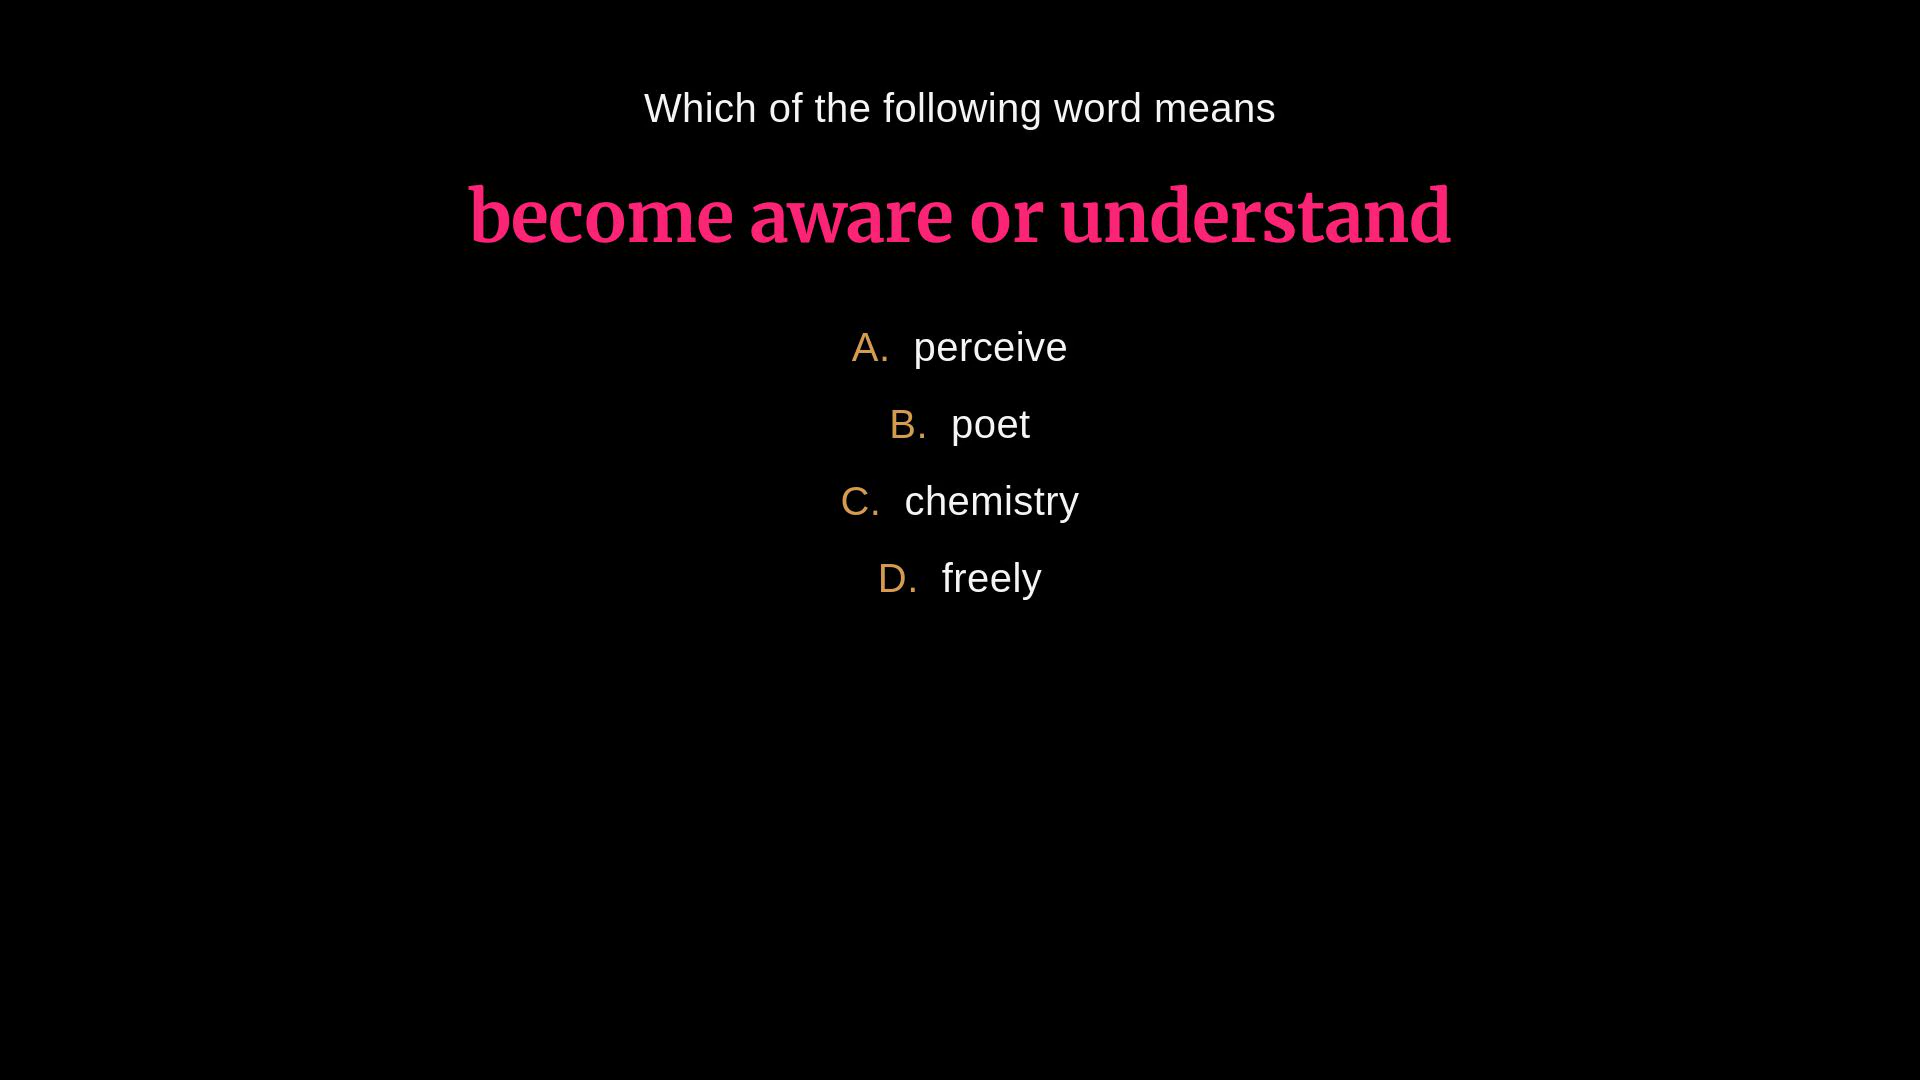 Which of the following word means
become aware or understand
A. perceive
B. poet
C. chemistry
D. freely